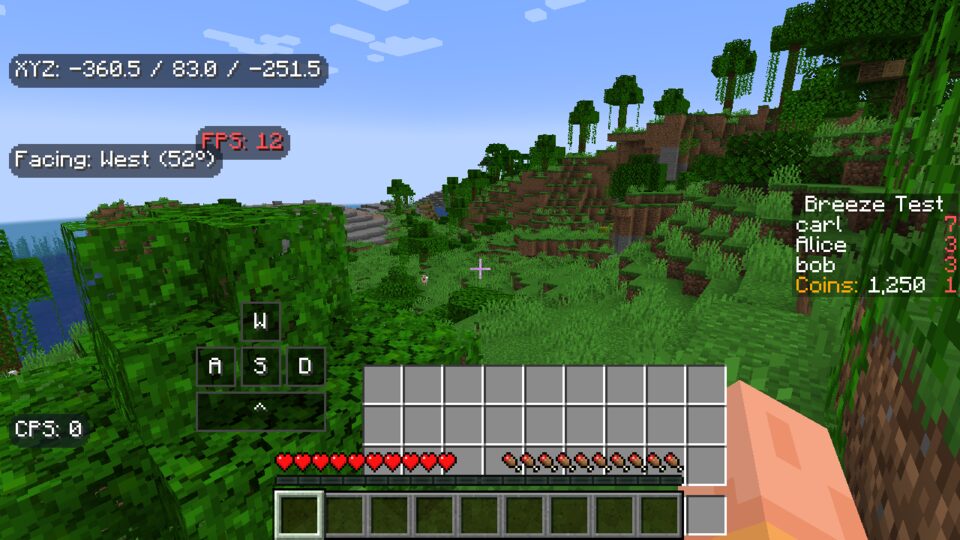 XYZ: -360.5 / 83.0 / -251.5
FPS: 12
Facing: West (52°)
Breeze Test
carl 7
Alice 3
bob 3
Coins: 1,250 1
W
A S D
^
CPS: 0